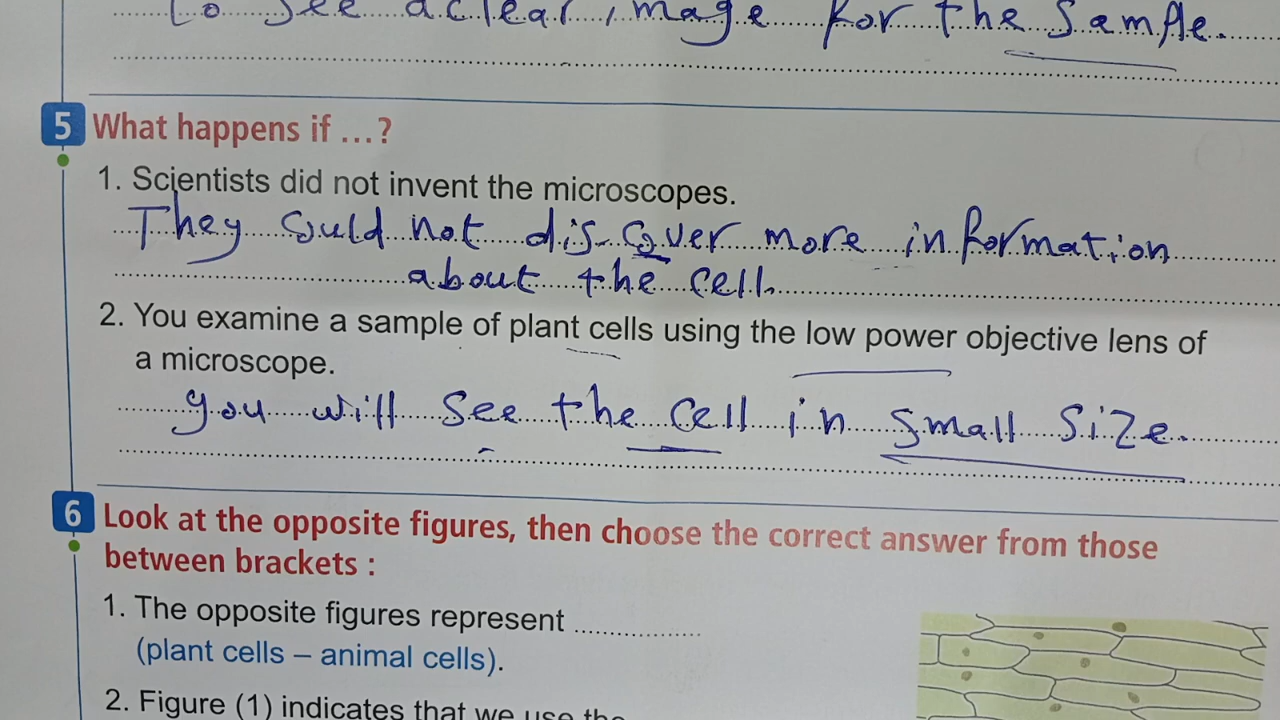 to see a clear image for the sample.
5 What happens if ...?
1. Scientists did not invent the microscopes.
They could not discover more information
about the cell.
2. You examine a sample of plant cells using the low power objective lens of
a microscope.
you will see the cell in small size.
6 Look at the opposite figures, then choose the correct answer from those
between brackets :
1. The opposite figures represent ................
(plant cells – animal cells).
2. Figure (1) indicates that we use the